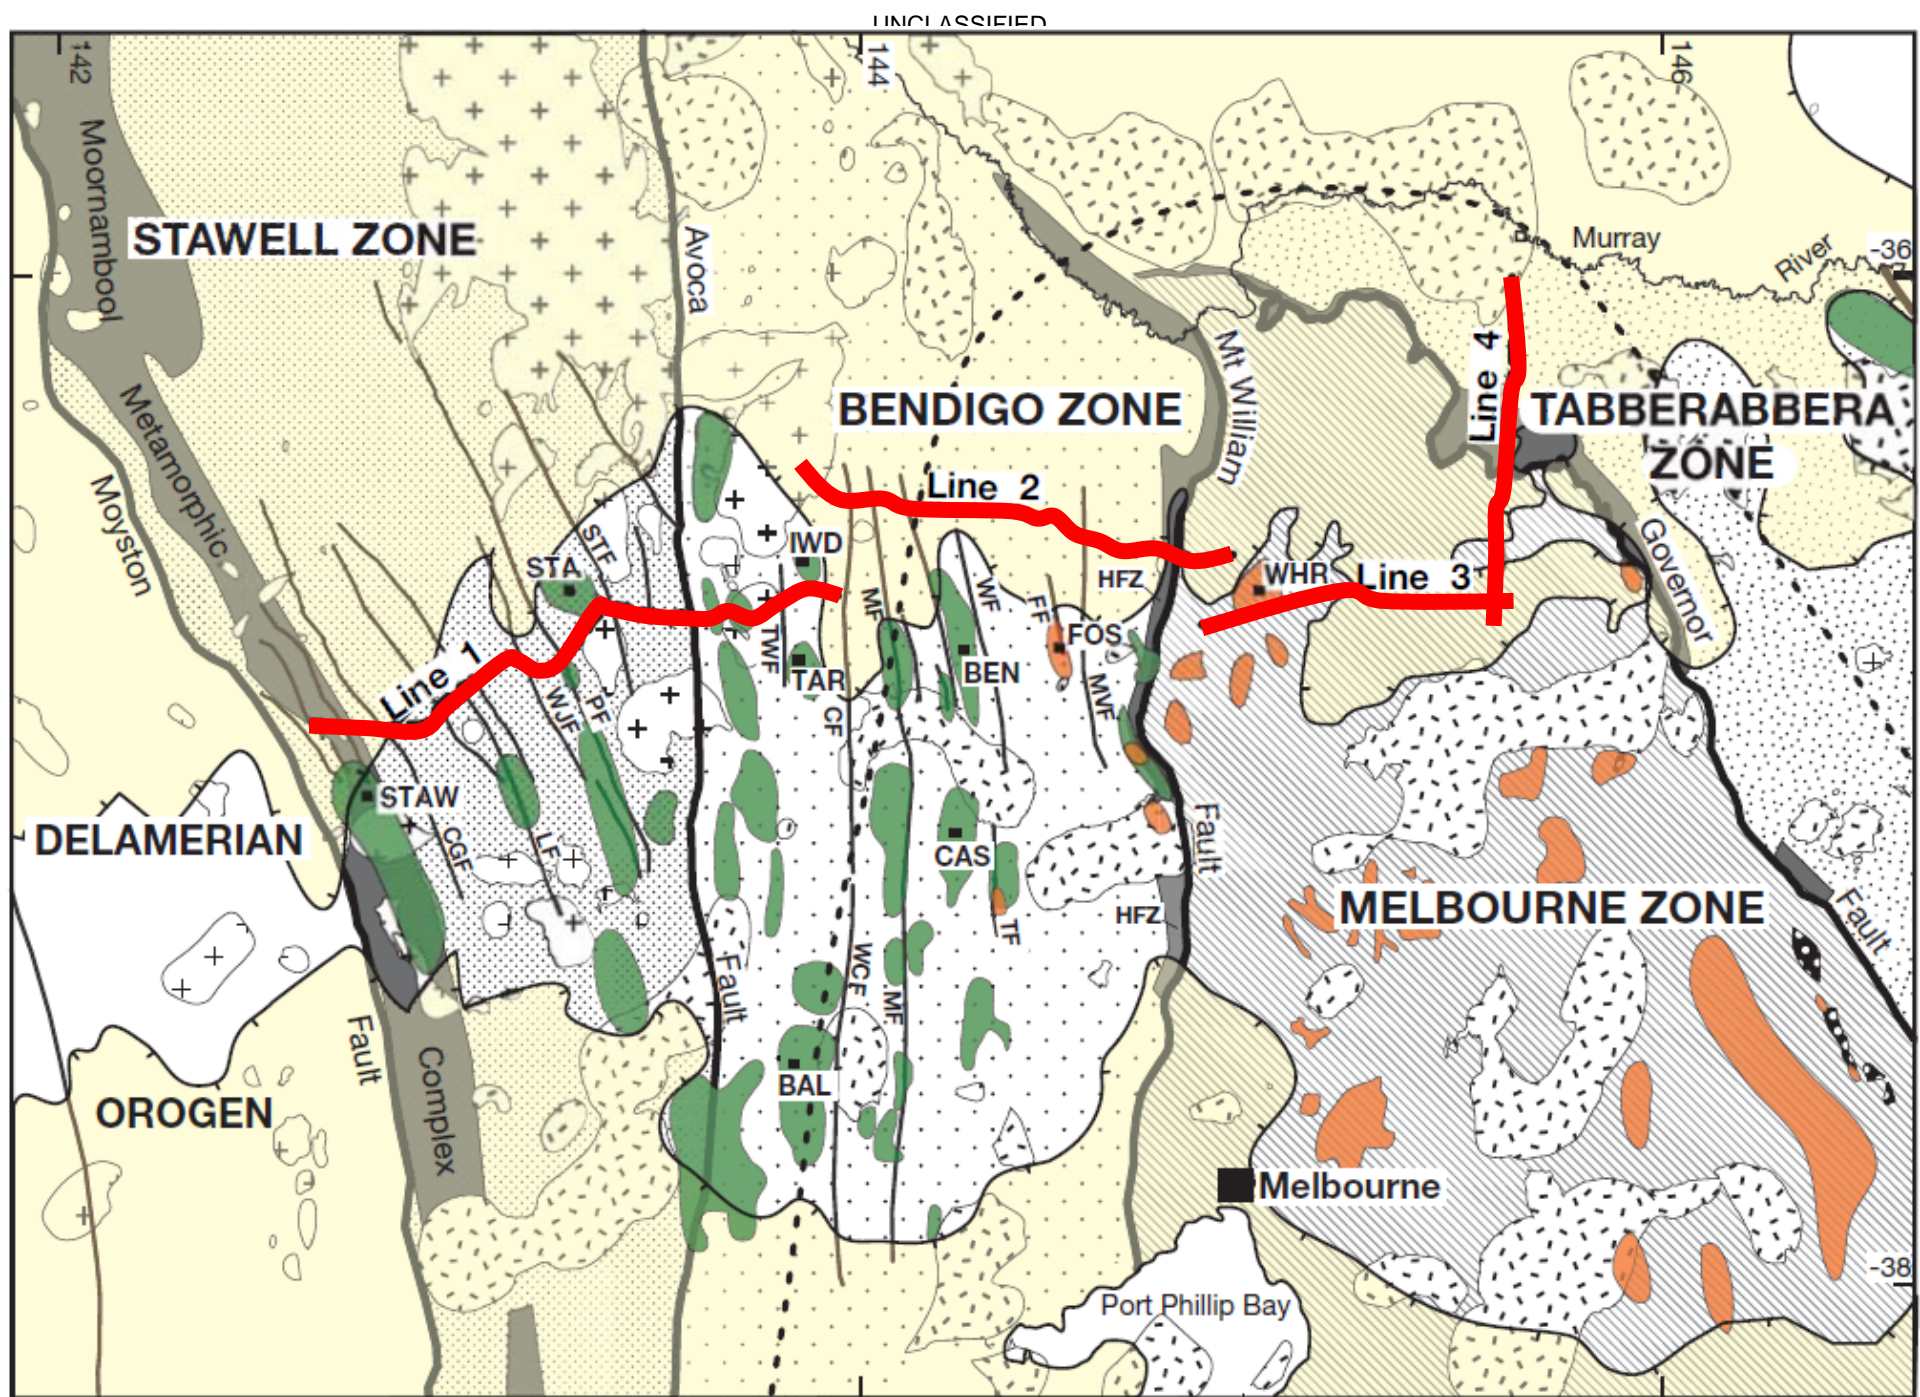 UNCLASSIFIED
142
144
146
Moornambool
STAWELL ZONE
Avoca
Murray
River
-36
Mt William
Line 4
BENDIGO ZONE
TABBERABBERA
ZONE
Metamorphic
Moyston
Line 2
STF
IWD
STA
HFZ
WHR
Line 3
Governor
MF
WF
FF
FOS
TWF
Line 1
TAR
BEN
WJF
PF
CF
MVF
STAW
DELAMERIAN
CGF
LF
CAS
Fault
HFZ
MELBOURNE ZONE
TF
Fault
Fault
WCF
MF
Fault
Complex
BAL
OROGEN
Melbourne
-38
Port Phillip Bay